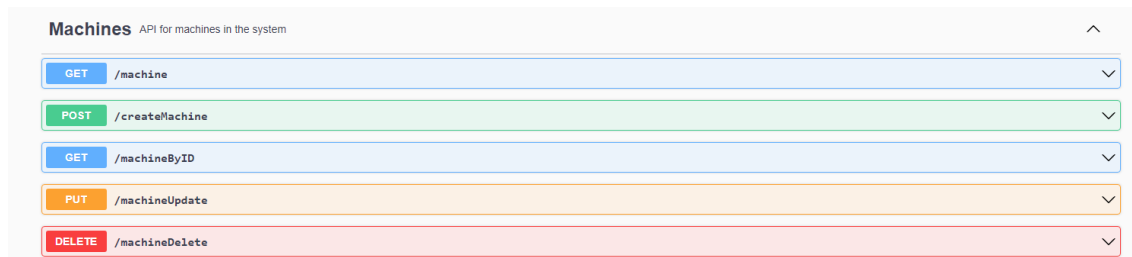 Machines API for machines in the system
GET /machine
POST /createMachine
GET /machineByID
PUT /machineUpdate
DELETE /machineDelete